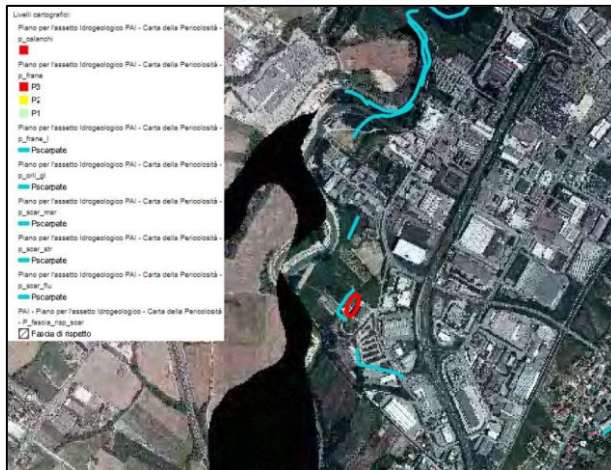 Livelli cartografici:
Piano per l'assetto Idrogeologico PAI - Carta della Pericolosità -
p_calanchi
Piano per l'assetto Idrogeologico PAI - Carta della Pericolosità -
p_frane
P3
P2
P1
Piano per l'assetto Idrogeologico PAI - Carta della Pericolosità -
p_frane_l
Pscarpate
Piano per l'assetto Idrogeologico PAI - Carta della Pericolosità -
p_orli_gl
Pscarpate
Piano per l'assetto Idrogeologico PAI - Carta della Pericolosità -
p_scar_mar
Pscarpate
Piano per l'assetto Idrogeologico PAI - Carta della Pericolosità -
p_scar_str
Pscarpate
Piano per l'assetto Idrogeologico PAI - Carta della Pericolosità -
p_scar_flu
Pscarpate
PAI - Piano per l'assetto Idrogeologico - Carta della Pericolosità
- P_fascia_risp_scar
Fascia di rispetto